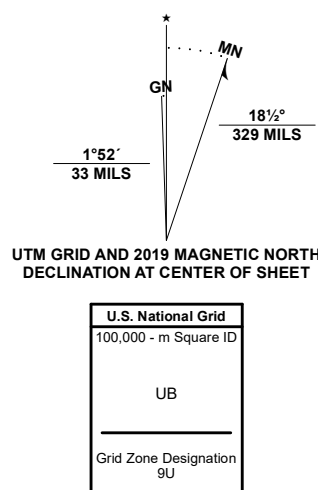 ★
MN
GN
18½°
329 MILS
1°52´
33 MILS
UTM GRID AND 2019 MAGNETIC NORTH
DECLINATION AT CENTER OF SHEET
U.S. National Grid
100,000 - m Square ID
UB
Grid Zone Designation
9U